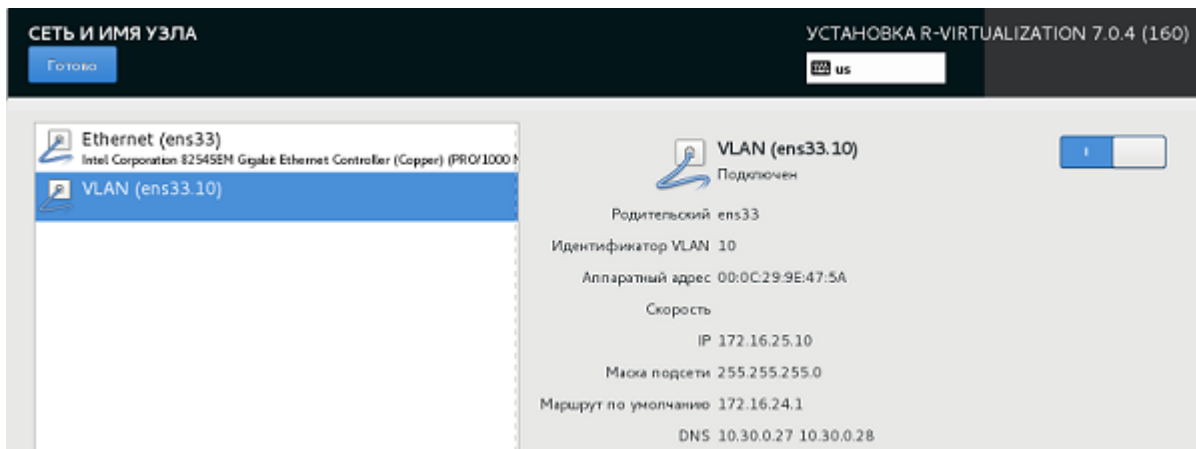 СЕТЬ И ИМЯ УЗЛА
УСТАНОВКА R-VIRTUALIZATION 7.0.4 (160)
Готово
us
Ethernet (ens33)
Intel Corporation 82545EM Gigabit Ethernet Controller (Copper) (PRO/1000 M
VLAN (ens33.10)
VLAN (ens33.10)
Подключен
Родительский ens33
Идентификатор VLAN 10
Аппаратный адрес 00:0C:29:9E:47:5A
Скорость
IP 172.16.25.10
Маска подсети 255.255.255.0
Маршрут по умолчанию 172.16.24.1
DNS 10.30.0.27 10.30.0.28